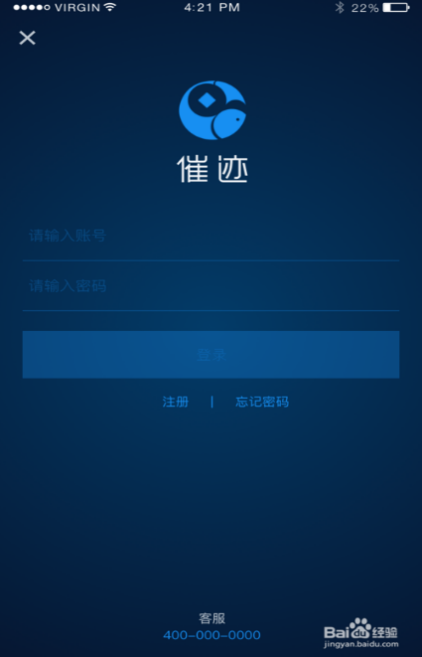 VIRGIN 4:21 PM 22%
催迹
请输入账号
请输入密码
登录
注册 | 忘记密码
客服
400-000-0000
Baidu经验
jingyan.baidu.com